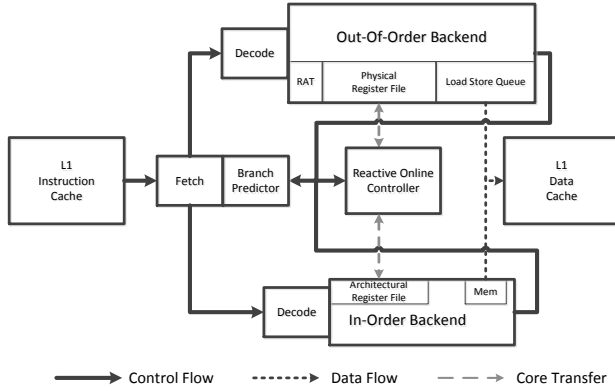 Out-Of-Order Backend
Decode
RAT
Physical
Register File
Load Store Queue
L1
Instruction
Cache
Fetch
Branch
Predictor
Reactive Online
Controller
L1
Data
Cache
Architectural
Register File
Mem
Decode
In-Order Backend
Control Flow
Data Flow
Core Transfer